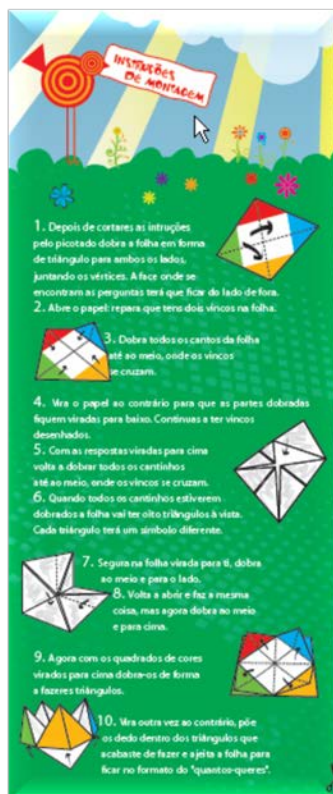 INSTRUÇÕES
DE MONTAGEM
1. Depois de cortares as intruções
pelo picotado dobra a folha em forma
de triângulo para ambos os lados,
juntando os vértices. A face onde se
encontram as perguntas terá que ficar do lado de fora.
2. Abre o papel: repara que tens dois vincos na folha.
3. Dobra todos os cantos da folha
até ao meio, onde os vincos
se cruzam.
4. Vira o papel ao contrário para que as partes dobradas
fiquem viradas para baixo. Continuas a ter vincos
desenhados.
5. Com as respostas viradas para cima
volta a dobrar todos os cantinhos
até ao meio, onde os vincos se cruzam.
6. Quando todos os cantinhos estiverem
dobrados a folha vai ter oito triângulos à vista.
Cada triângulo terá um símbolo diferente.
7. Segura na folha virada para ti, dobra
ao meio e para o lado.
8. Volta a abrir e faz a mesma
coisa, mas agora dobra ao meio
e para cima.
9. Agora com os quadrados de cores
virados para cima dobra-os de forma
a fazeres triângulos.
10. Vira outra vez ao contrário, põe
os dedo dentro dos triângulos que
acabaste de fazer e ajeita a folha para
ficar no formato do "quantos-queres".